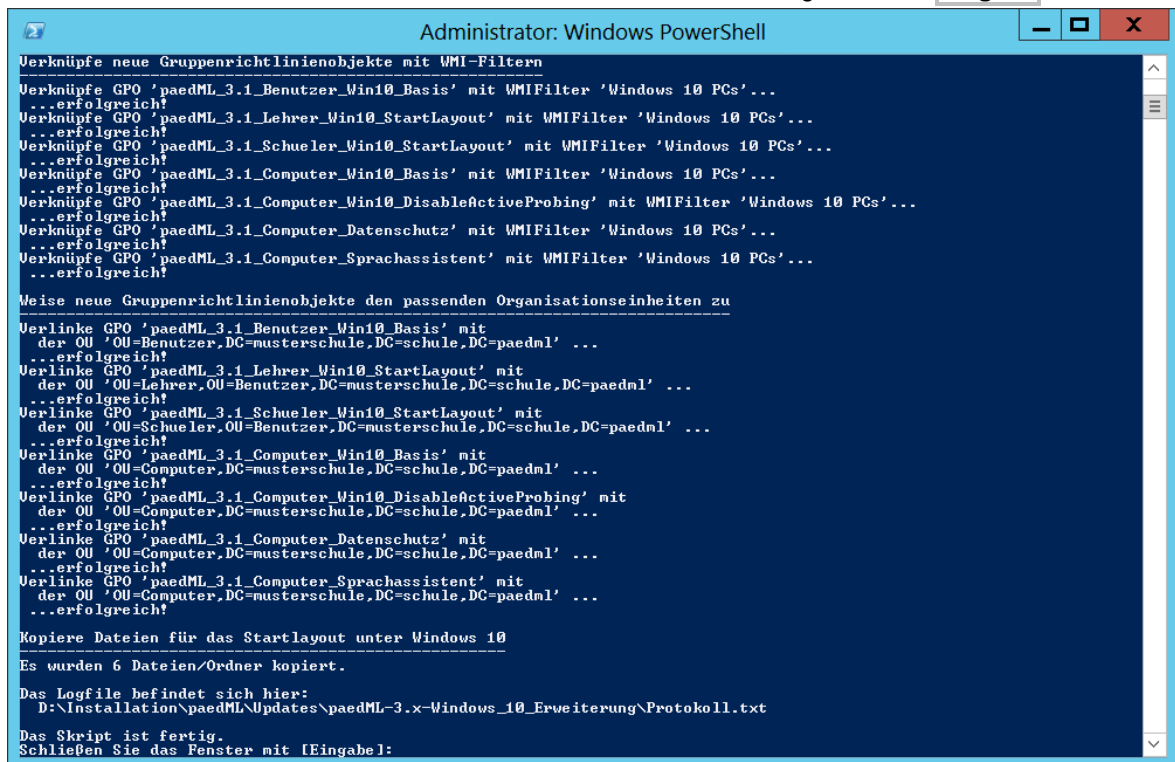 Administrator: Windows PowerShell
Verknüpfe neue Gruppenrichtlinienobjekte mit WMI-Filtern
Verknüpfe GPO 'paedML_3.1_Benutzer_Win10_Basis' mit WMIFilter 'Windows 10 PCs'...
...erfolgreich!
Verknüpfe GPO 'paedML_3.1_Lehrer_Win10_StartLayout' mit WMIFilter 'Windows 10 PCs'...
...erfolgreich!
Verknüpfe GPO 'paedML_3.1_Schueler_Win10_StartLayout' mit WMIFilter 'Windows 10 PCs'...
...erfolgreich!
Verknüpfe GPO 'paedML_3.1_Computer_Win10_Basis' mit WMIFilter 'Windows 10 PCs'...
...erfolgreich!
Verknüpfe GPO 'paedML_3.1_Computer_Win10_DisableActiveProbing' mit WMIFilter 'Windows 10 PCs'...
...erfolgreich!
Verknüpfe GPO 'paedML_3.1_Computer_Datenschutz' mit WMIFilter 'Windows 10 PCs'...
...erfolgreich!
Verknüpfe GPO 'paedML_3.1_Computer_Sprachassistent' mit WMIFilter 'Windows 10 PCs'...
...erfolgreich!
Weise neue Gruppenrichtlinienobjekte den passenden Organisationseinheiten zu
Verlinke GPO 'paedML_3.1_Benutzer_Win10_Basis' mit
der OU 'OU=Benutzer,DC=musterschule,DC=schule,DC=paedml' ...
...erfolgreich!
Verlinke GPO 'paedML_3.1_Lehrer_Win10_StartLayout' mit
der OU 'OU=Lehrer,OU=Benutzer,DC=musterschule,DC=schule,DC=paedml' ...
...erfolgreich!
Verlinke GPO 'paedML_3.1_Schueler_Win10_StartLayout' mit
der OU 'OU=Schueler,OU=Benutzer,DC=musterschule,DC=schule,DC=paedml' ...
...erfolgreich!
Verlinke GPO 'paedML_3.1_Computer_Win10_Basis' mit
der OU 'OU=Computer,DC=musterschule,DC=schule,DC=paedml' ...
...erfolgreich!
Verlinke GPO 'paedML_3.1_Computer_Win10_DisableActiveProbing' mit
der OU 'OU=Computer,DC=musterschule,DC=schule,DC=paedml' ...
...erfolgreich!
Verlinke GPO 'paedML_3.1_Computer_Datenschutz' mit
der OU 'OU=Computer,DC=musterschule,DC=schule,DC=paedml' ...
...erfolgreich!
Verlinke GPO 'paedML_3.1_Computer_Sprachassistent' mit
der OU 'OU=Computer,DC=musterschule,DC=schule,DC=paedml' ...
...erfolgreich!
Kopiere Dateien für das Startlayout unter Windows 10
Es wurden 6 Dateien/Ordner kopiert.
Das Logfile befindet sich hier:
D:\Installation\paedML\Updates\paedML-3.x-Windows_10_Erweiterung\Protokoll.txt
Das Skript ist fertig.
Schließen Sie das Fenster mit [Eingabe]: